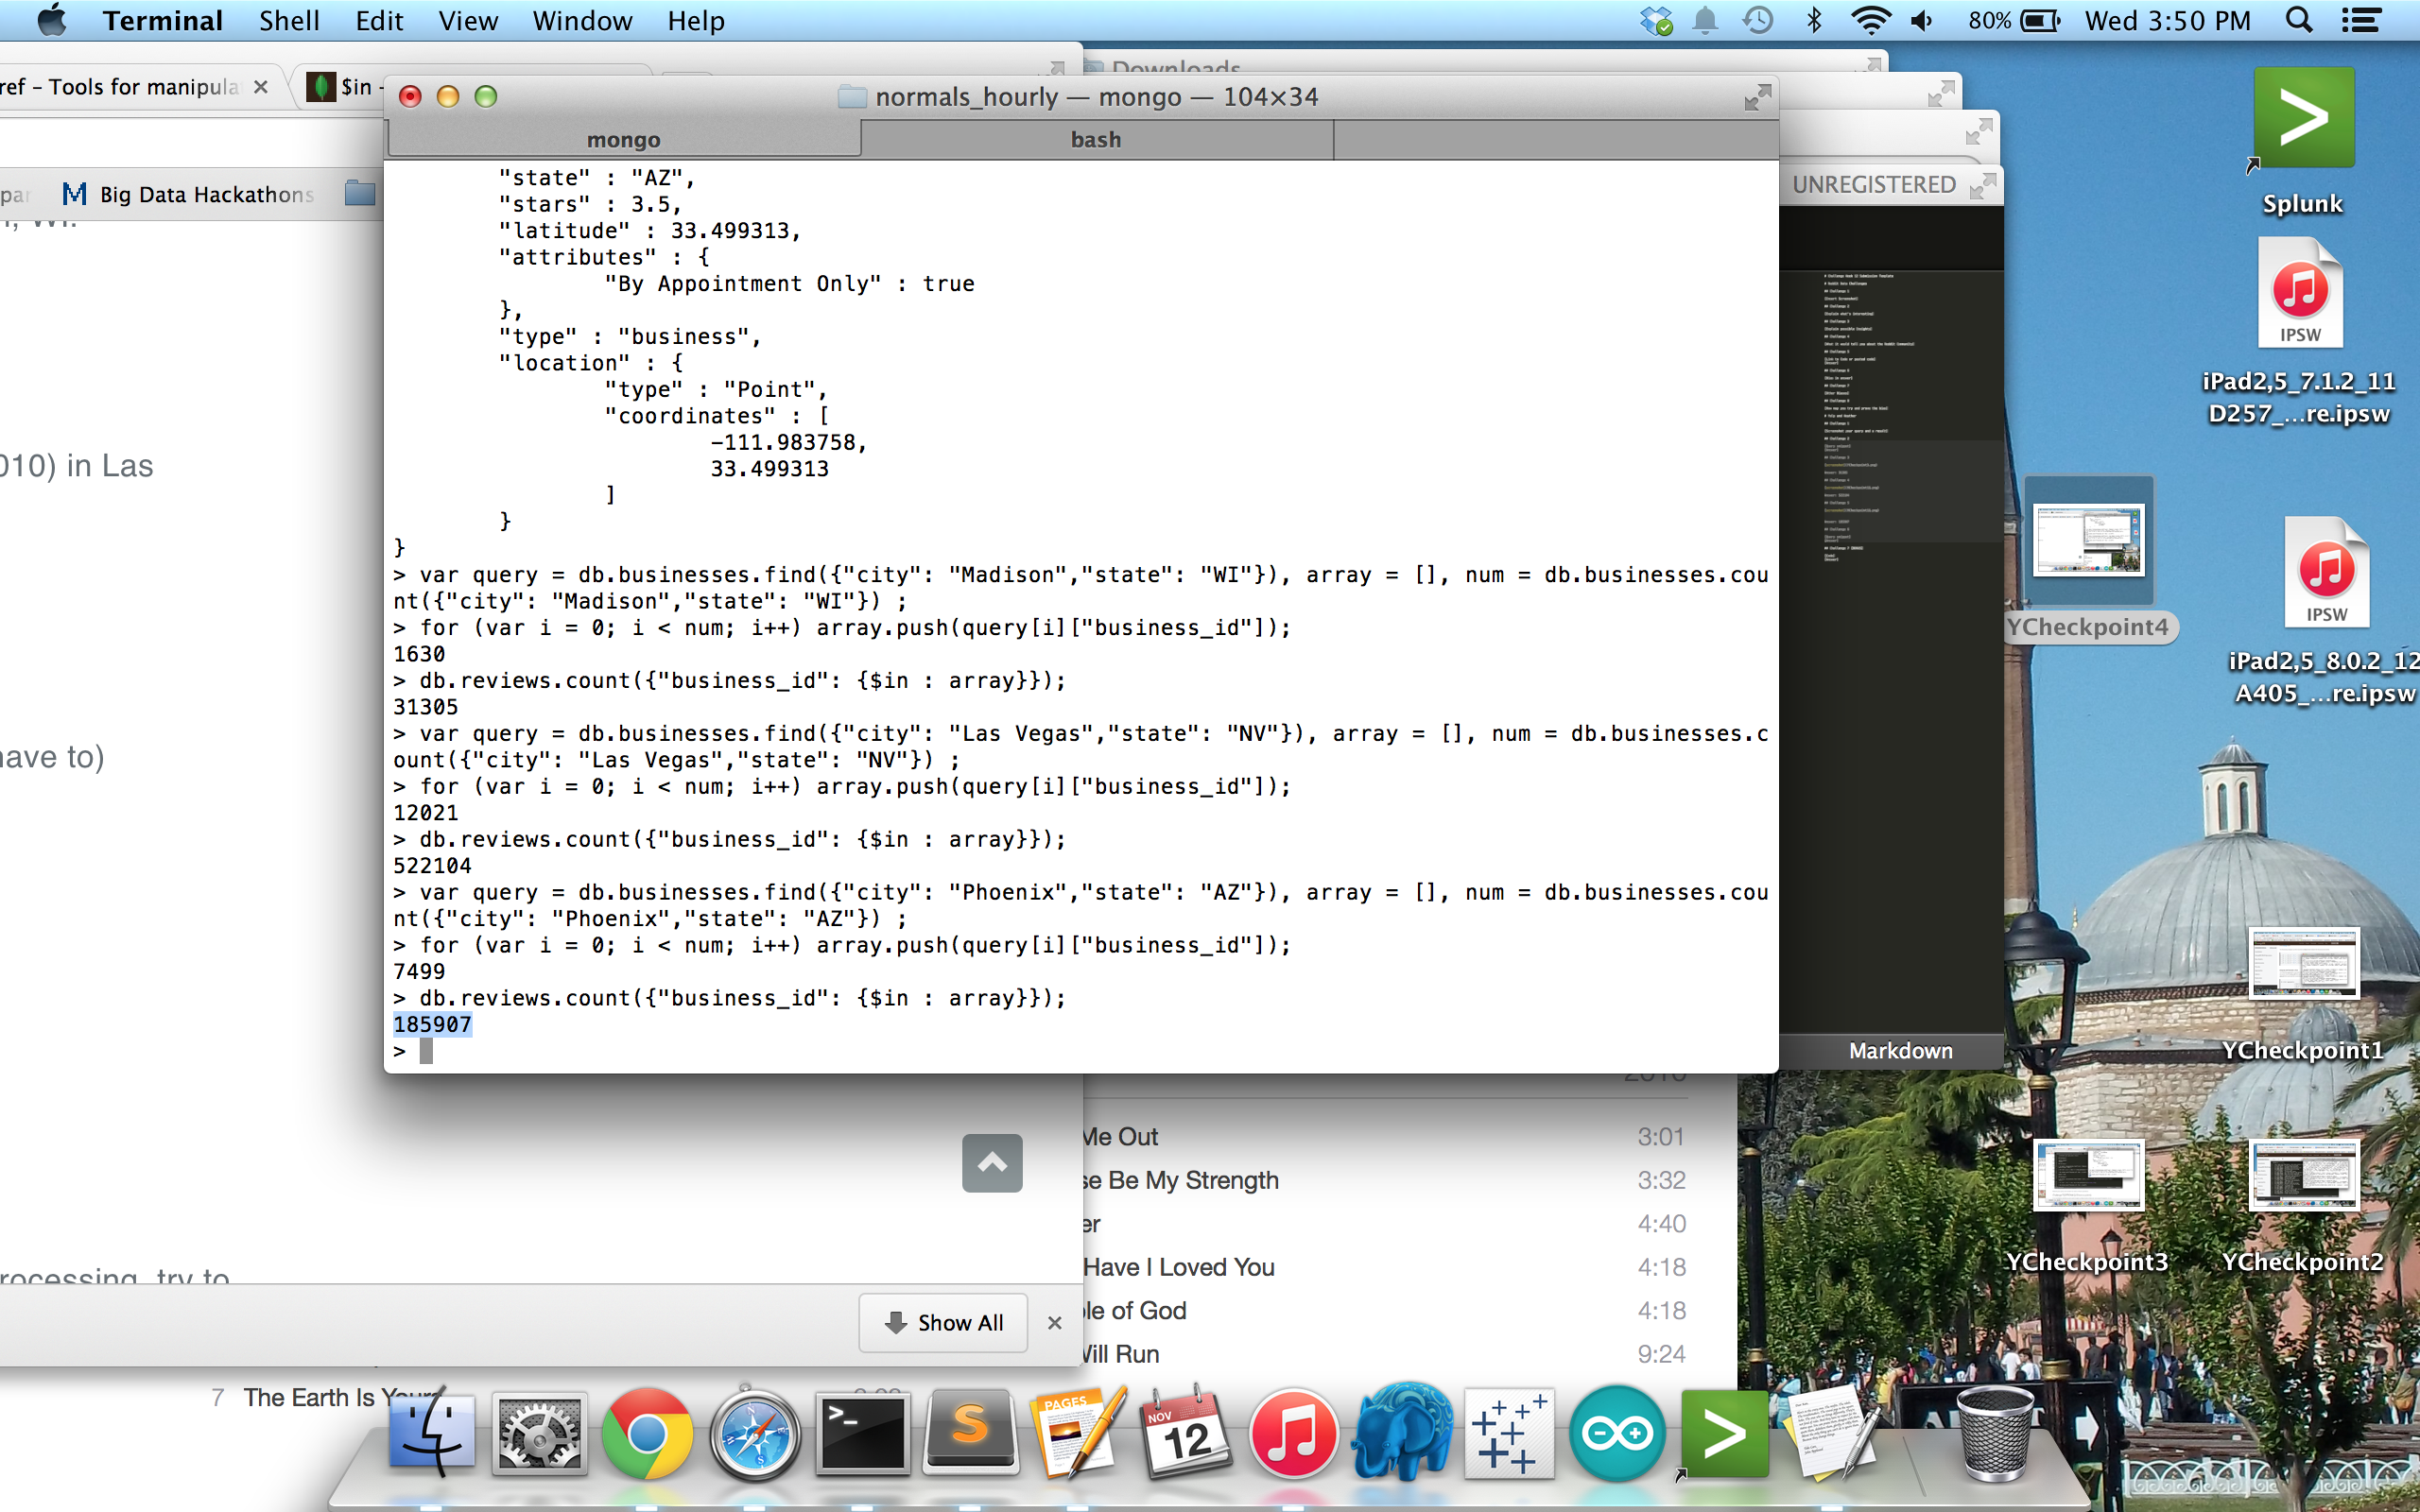 Terminal Shell Edit View Window Help 80% Wed 3:50 PM
ref – Tools for manipula
$in -
Downloads
normals_hourly — mongo — 104×34
mongo bash
Big Data Hackathons
UNREGISTERED
010) in Las
have to)
"state" : "AZ",
"stars" : 3.5,
"latitude" : 33.499313,
"attributes" : {
"By Appointment Only" : true
},
"type" : "business",
"location" : {
"type" : "Point",
"coordinates" : [
-111.983758,
33.499313
]
}
}
> var query = db.businesses.find({"city": "Madison","state": "WI"}), array = [], num = db.businesses.cou
nt({"city": "Madison","state": "WI"}) ;
> for (var i = 0; i < num; i++) array.push(query[i]["business_id"]);
1630
> db.reviews.count({"business_id": {$in : array}});
31305
> var query = db.businesses.find({"city": "Las Vegas","state": "NV"}), array = [], num = db.businesses.c
ount({"city": "Las Vegas","state": "NV"}) ;
> for (var i = 0; i < num; i++) array.push(query[i]["business_id"]);
12021
> db.reviews.count({"business_id": {$in : array}});
522104
> var query = db.businesses.find({"city": "Phoenix","state": "AZ"}), array = [], num = db.businesses.cou
nt({"city": "Phoenix","state": "AZ"}) ;
> for (var i = 0; i < num; i++) array.push(query[i]["business_id"]);
7499
> db.reviews.count({"business_id": {$in : array}});
185907
>
Markdown
Me Out 3:01
se Be My Strength 3:32
er 4:40
Have I Loved You 4:18
ple of God 4:18
Will Run 9:24
rocessing, try to
Show All
7 The Earth Is Yours
Splunk
IPSW
iPad2,5_7.1.2_11
D257_...re.ipsw
YCheckpoint4
IPSW
iPad2,5_8.0.2_12
A405_...re.ipsw
YCheckpoint1
YCheckpoint3
YCheckpoint2
PAGES
NOV
12